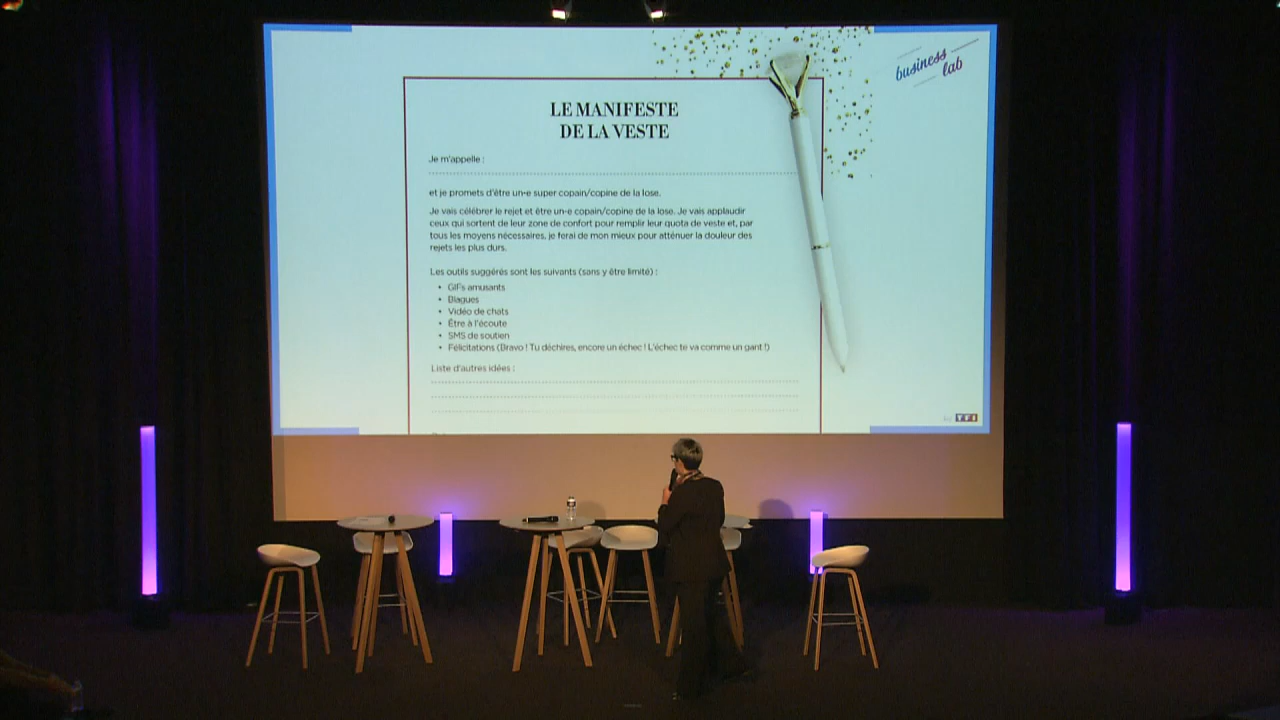 business
lab
LE MANIFESTE
DE LA VESTE
Je m'appelle :
et je promets d'être un•e super copain/copine de la lose.
Je vais célébrer le rejet et être un•e copain/copine de la lose. Je vais applaudir
ceux qui sortent de leur zone de confort pour remplir leur quota de veste et, par
tous les moyens nécessaires, je ferai de mon mieux pour atténuer la douleur des
rejets les plus durs.
Les outils suggérés sont les suivants (sans y être limité) :
• GIFs amusants
• Blagues
• Vidéo de chats
• Être à l'écoute
• SMS de soutien
• Félicitations (Bravo ! Tu déchires, encore un échec ! L'échec te va comme un gant !)
Liste d'autres idées :
TF1